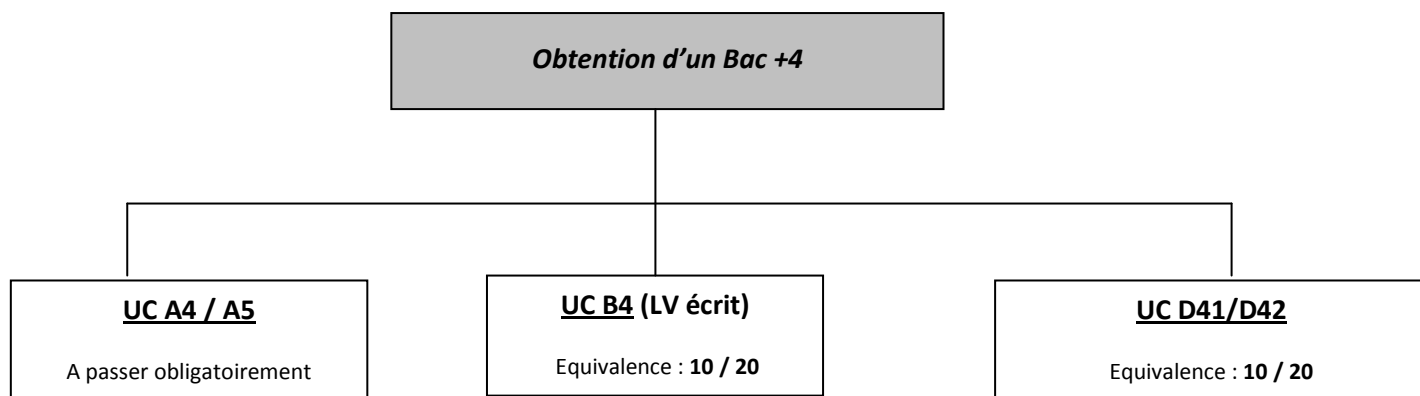 Obtention d’un Bac +4
UC A4 / A5
A passer obligatoirement
UC B4 (LV écrit)
Equivalence : 10 / 20
UC D41/D42
Equivalence : 10 / 20